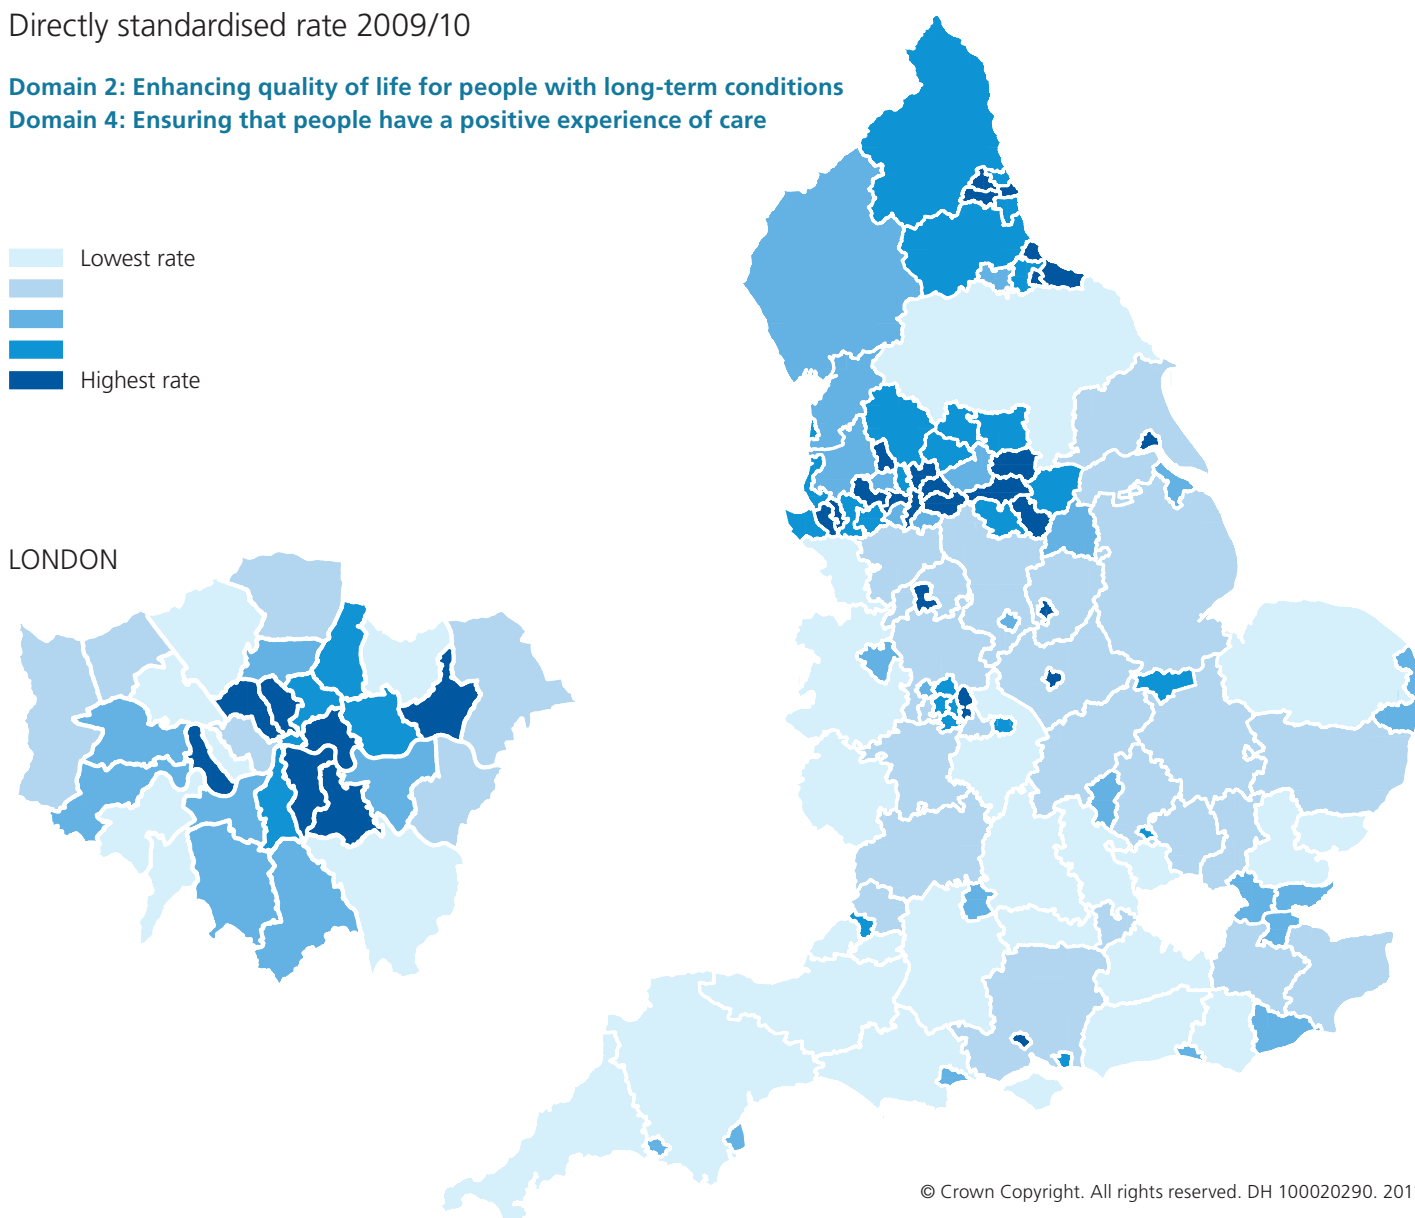 Directly standardised rate 2009/10
Domain 2: Enhancing quality of life for people with long-term conditions
Domain 4: Ensuring that people have a positive experience of care
Lowest rate
Highest rate
LONDON
© Crown Copyright. All rights reserved. DH 100020290. 201